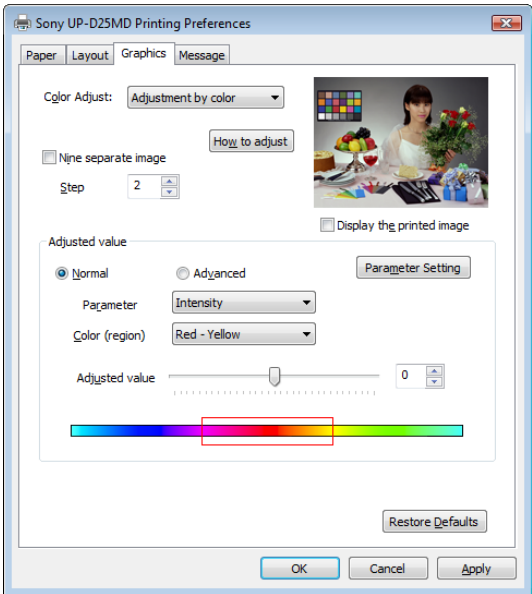 Sony UP-D25MD Printing Preferences
Paper Layout Graphics Message
Color Adjust: Adjustment by color
How to adjust
Nine separate image
Step 2
Display the printed image
Adjusted value
Normal Advanced Parameter Setting
Parameter Intensity
Color (region) Red - Yellow
Adjusted value 0
Restore Defaults
OK Cancel Apply